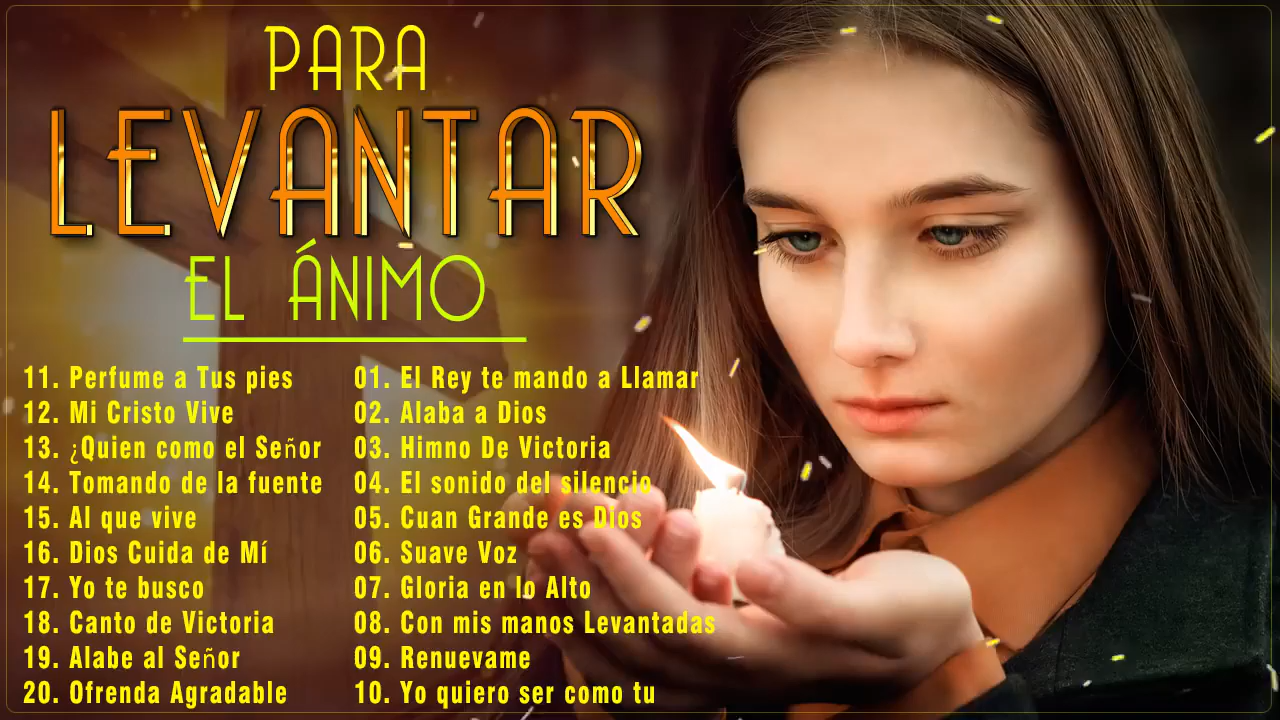 PARA
LEVANTAR
EL ÁNIMO
11. Perfume a Tus pies
12. Mi Cristo Vive
13. ¿Quien como el Señor
14. Tomando de la fuente
15. Al que vive
16. Dios Cuida de Mí
17. Yo te busco
18. Canto de Victoria
19. Alabe al Señor
20. Ofrenda Agradable
01. El Rey te mando a Llamar
02. Alaba a Dios
03. Himno De Victoria
04. El sonido del silencio
05. Cuan Grande es Dios
06. Suave Voz
07. Gloria en lo Alto
08. Con mis manos Levantadas
09. Renuevame
10. Yo quiero ser como tu